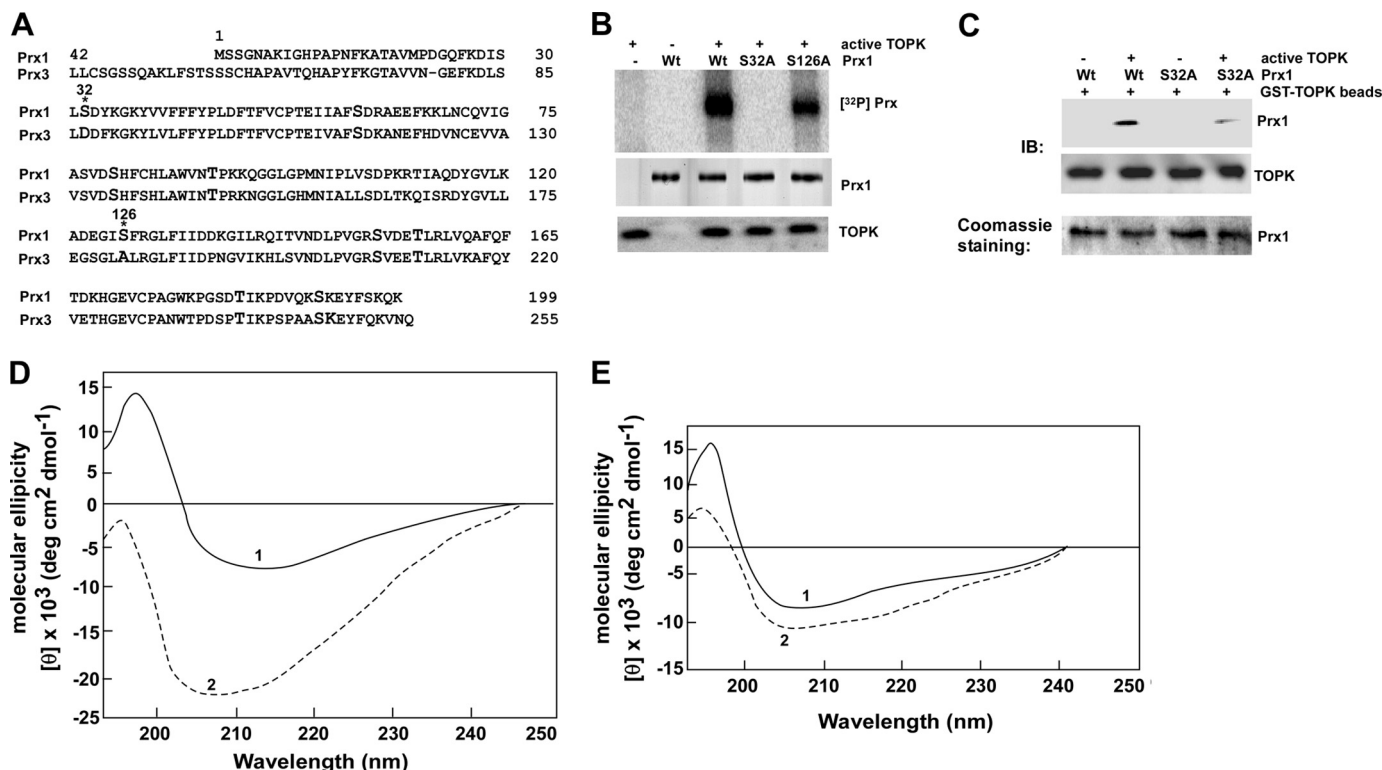 A
1
42
Prx1 MSSGNAKIGHPAPNFKATAVMPDGQFKDIS 30
Prx3 LLCSGSSQAKLFSTSSSCHAPAVTQHAPYFKGTAVVN-GEFKDLS 85
32
*
Prx1 LSDYKGKYVVFFFYPLDFTFVCPTEIIAFSDRAEEFKKLNCQVIG 75
Prx3 LDDFKGKYLVLFFYPLDFTFVCPTEIVAFSDKANEFHDVNCEVVA 130
Prx1 ASVDSHFCHLAWVNTPKKQGGLGPMNIPLVSDPKRTIAQDYGVLK 120
Prx3 VSVDSHFSHLAWINTPRKNGGLGHMNIALLSDLTKQISRDYGVLL 175
126
*
Prx1 ADEGISFRGLFIIDDKGILRQITVNDLPVGRSVDETLRLVQAFQF 165
Prx3 EGSGLALRGLFIIDPNGVIKHLSVNDLPVGRSVEETLRLVKAFQY 220
Prx1 TDKHGEVCPAGWKPGSDTIKPDVQKSKEYFSKQK 199
Prx3 VETHGEVCPANWTPDSPTIKPSPAASKEYFQKVNQ 255
B
+ - + + + active TOPK
- Wt Wt S32A S126A Prx1
[32P] Prx
Prx1
TOPK
C
- + - + active TOPK
Wt Wt S32A S32A Prx1
+ + + + GST-TOPK beads
Prx1
IB:
TOPK
Coomassie staining:
Prx1
D
molecular ellipicity
[θ] x 10³ (deg cm² dmol⁻¹)
15
10
5
0
-5
-10
-15
-20
-25
1
2
200 210 220 230 240 250
Wavelength (nm)
E
molecular ellipicity
[θ] x 10³ (deg cm² dmol⁻¹)
15
10
5
0
-5
-10
-15
1
2
200 210 220 230 240 250
Wavelength (nm)